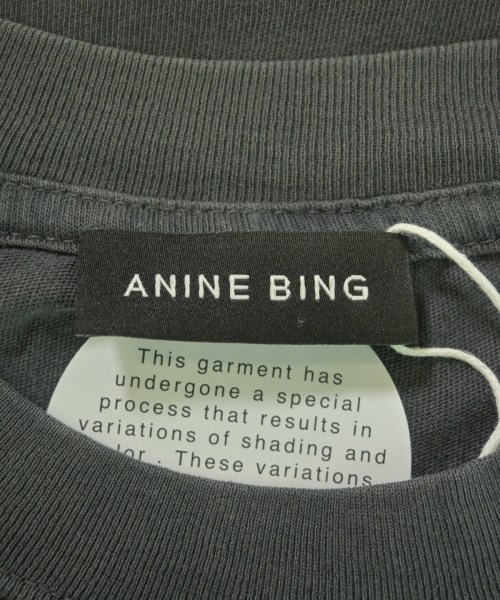 ANINE BING
This garment has
undergone a special
process that results in
variations of shading and
. These variations